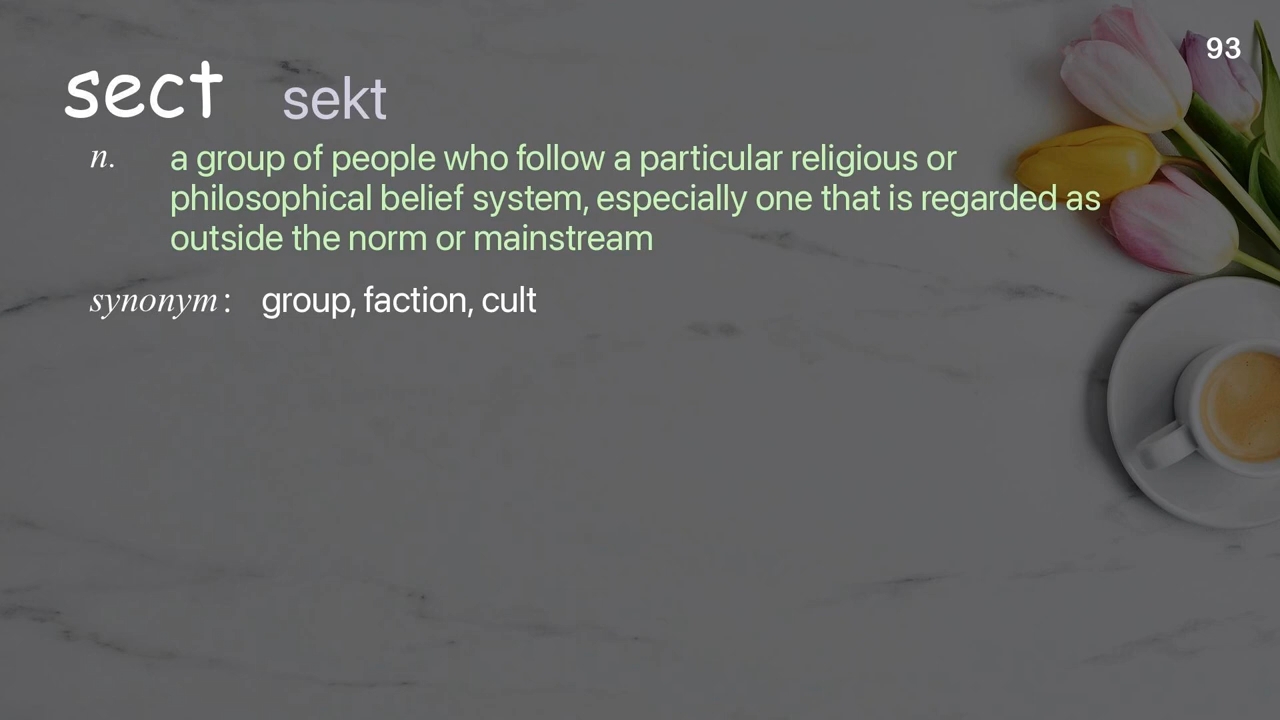 93
sect sekt
n. a group of people who follow a particular religious or
philosophical belief system, especially one that is regarded as
outside the norm or mainstream
synonym : group, faction, cult